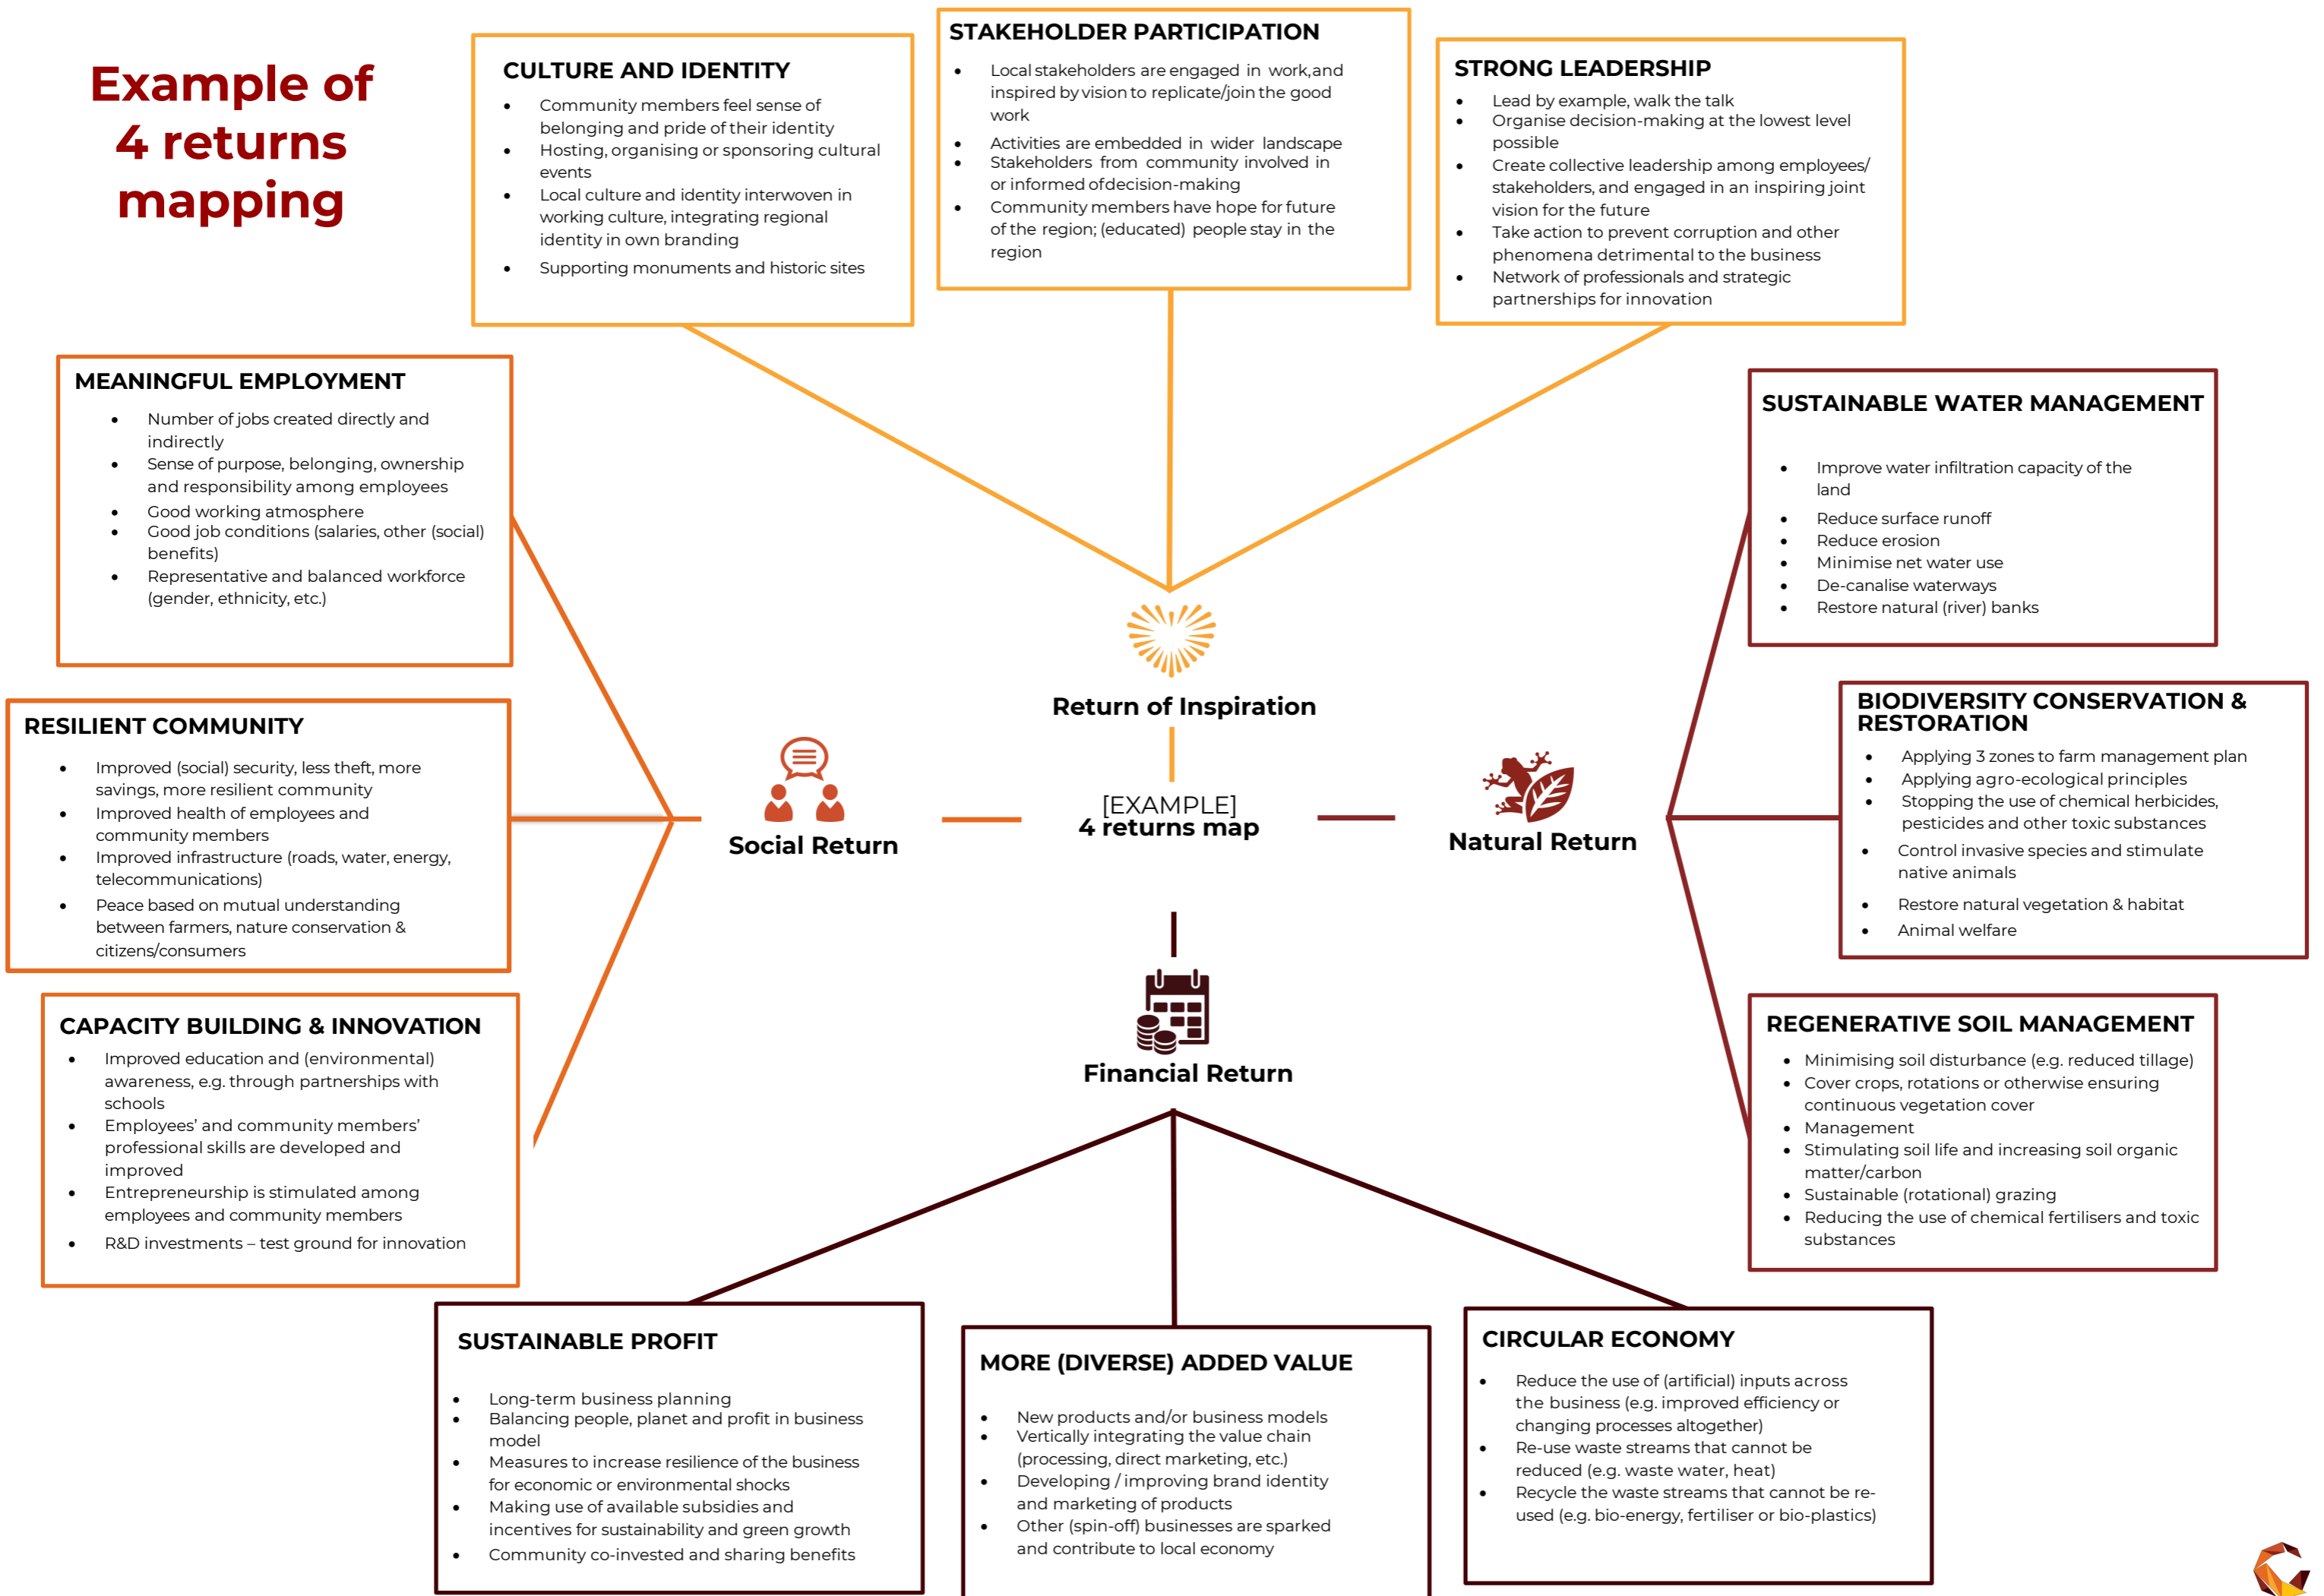 Example of
4 returns
mapping
CULTURE AND IDENTITY
• Community members feel sense of
belonging and pride of their identity
• Hosting, organising or sponsoring cultural
events
• Local culture and identity interwoven in
working culture, integrating regional
identity in own branding
• Supporting monuments and historic sites
STAKEHOLDER PARTICIPATION
• Local stakeholders are engaged in work, and
inspired by vision to replicate/join the good
work
• Activities are embedded in wider landscape
• Stakeholders from community involved in
or informed of decision-making
• Community members have hope for future
of the region; (educated) people stay in the
region
STRONG LEADERSHIP
• Lead by example, walk the talk
• Organise decision-making at the lowest level
possible
• Create collective leadership among employees/
stakeholders, and engaged in an inspiring joint
vision for the future
• Take action to prevent corruption and other
phenomena detrimental to the business
• Network of professionals and strategic
partnerships for innovation
MEANINGFUL EMPLOYMENT
• Number of jobs created directly and
indirectly
• Sense of purpose, belonging, ownership
and responsibility among employees
• Good working atmosphere
• Good job conditions (salaries, other (social)
benefits)
• Representative and balanced workforce
(gender, ethnicity, etc.)
SUSTAINABLE WATER MANAGEMENT
• Improve water infiltration capacity of the
land
• Reduce surface runoff
• Reduce erosion
• Minimise net water use
• De-canalise waterways
• Restore natural (river) banks
Return of Inspiration
RESILIENT COMMUNITY
• Improved (social) security, less theft, more
savings, more resilient community
• Improved health of employees and
community members
• Improved infrastructure (roads, water, energy,
telecommunications)
• Peace based on mutual understanding
between farmers, nature conservation &
citizens/consumers
Social Return
[EXAMPLE]
4 returns map
Natural Return
BIODIVERSITY CONSERVATION &
RESTORATION
• Applying 3 zones to farm management plan
• Applying agro-ecological principles
• Stopping the use of chemical herbicides,
pesticides and other toxic substances
• Control invasive species and stimulate
native animals
• Restore natural vegetation & habitat
• Animal welfare
CAPACITY BUILDING & INNOVATION
• Improved education and (environmental)
awareness, e.g. through partnerships with
schools
• Employees’ and community members’
professional skills are developed and
improved
• Entrepreneurship is stimulated among
employees and community members
• R&D investments – test ground for innovation
Financial Return
REGENERATIVE SOIL MANAGEMENT
• Minimising soil disturbance (e.g. reduced tillage)
• Cover crops, rotations or otherwise ensuring
continuous vegetation cover
• Management
• Stimulating soil life and increasing soil organic
matter/carbon
• Sustainable (rotational) grazing
• Reducing the use of chemical fertilisers and toxic
substances
SUSTAINABLE PROFIT
• Long-term business planning
• Balancing people, planet and profit in business
model
• Measures to increase resilience of the business
for economic or environmental shocks
• Making use of available subsidies and
incentives for sustainability and green growth
• Community co-invested and sharing benefits
MORE (DIVERSE) ADDED VALUE
• New products and/or business models
• Vertically integrating the value chain
(processing, direct marketing, etc.)
• Developing / improving brand identity
and marketing of products
• Other (spin-off) businesses are sparked
and contribute to local economy
CIRCULAR ECONOMY
• Reduce the use of (artificial) inputs across
the business (e.g. improved efficiency or
changing processes altogether)
• Re-use waste streams that cannot be
reduced (e.g. waste water, heat)
• Recycle the waste streams that cannot be re-
used (e.g. bio-energy, fertiliser or bio-plastics)